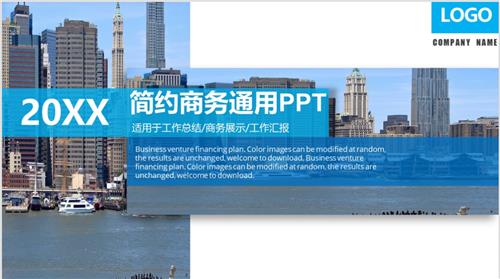 LOGO
COMPANY NAME
20XX
简约商务通用PPT
适用于工作总结/商务展示/工作汇报
Business venture financing plan. Color images can be modified at random,
the results are unchanged, welcome to download. Business venture
financing plan. Color images can be modified at random, the results are
unchanged, welcome to download.